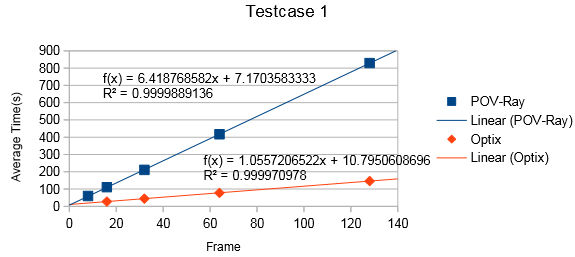 Testcase 1
900
800
700
600
500
400
300
200
100
0
Average Time(s)
f(x) = 6.418768582x + 7.1703583333
R² = 0.9999889136
f(x) = 1.0557206522x + 10.7950608696
R² = 0.999970978
0 20 40 60 80 100 120 140
Frame
POV-Ray
Linear (POV-Ray)
Optix
Linear (Optix)